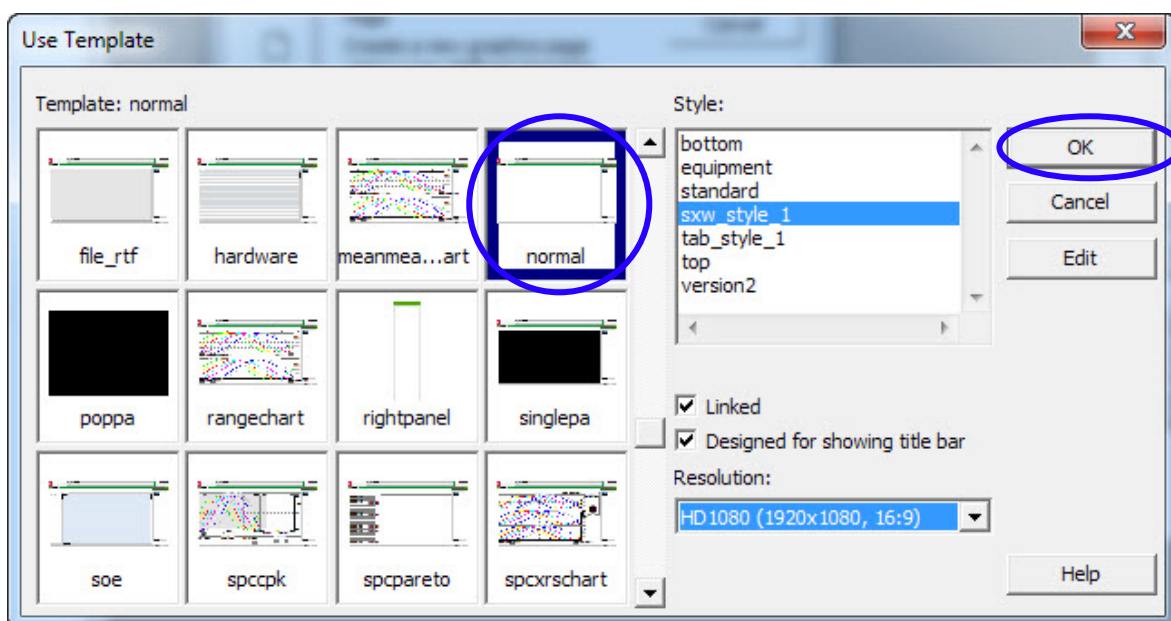 Use Template
Template: normal
file_rtf
hardware
meanmea...art
normal
poppa
rangechart
rightpanel
singlepa
soe
spccpk
spcpareto
spcxrschart
Style:
bottom
equipment
standard
sxw_style_1
tab_style_1
top
version2
Linked
Designed for showing title bar
Resolution:
HD1080 (1920x1080, 16:9)
OK
Cancel
Edit
Help